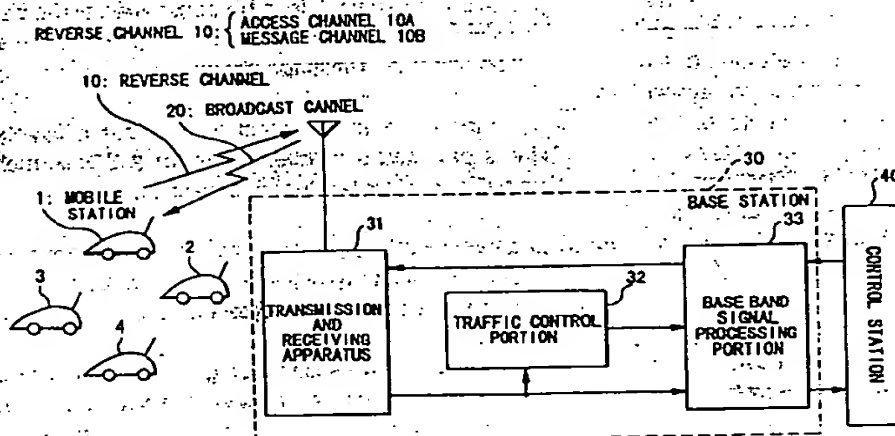 REVERSE CHANNEL 10: { ACCESS CHANNEL 10A
MESSAGE CHANNEL 10B
10: REVERSE CHANNEL
20: BROADCAST CANNEL
1: MOBILE
STATION
2
3
4
30
BASE STATION
31
TRANSMISSION
AND
RECEIVING
APPARATUS
32
TRAFFIC CONTROL
PORTION
33
BASE BAND
SIGNAL
PROCESSING
PORTION
40
CONTROL STATION